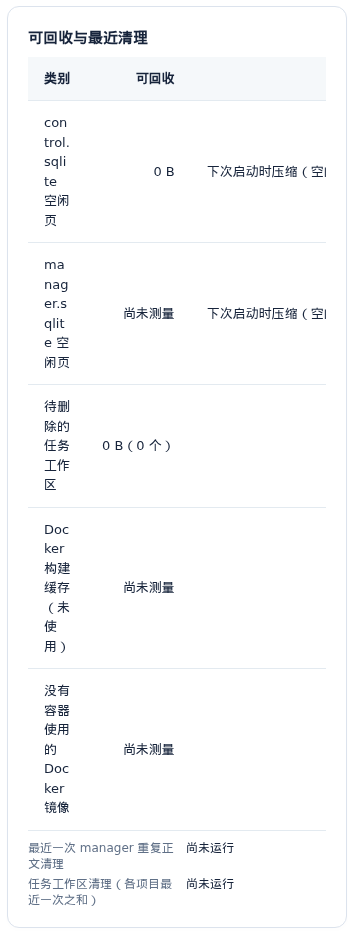 可回收与最近清理
类别 可回收
con
trol.
sqli
te
空闲
页
0 B
下次启动时压缩（空
ma
nag
er.s
qlit
e 空
闲页
尚未测量
下次启动时压缩（空
待删
除的
任务
工作
区
0 B（0 个）
Doc
ker
构建
缓存
（未
使
用）
尚未测量
没有
容器
使用
的
Doc
ker
镜像
尚未测量
最近一次 manager 重复正
文清理
尚未运行
任务工作区清理（各项目最
近一次之和）
尚未运行